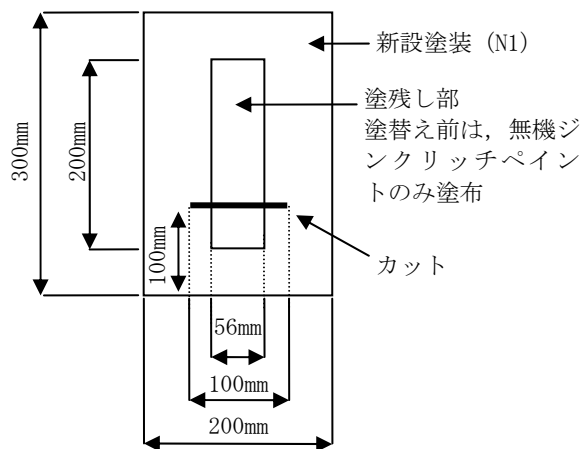 新設塗装 (N1)
塗残し部
塗替え前は，無機ジ
ンクリッチペイン
トのみ塗布
カット
300mm
200mm
100mm
56mm
100mm
200mm